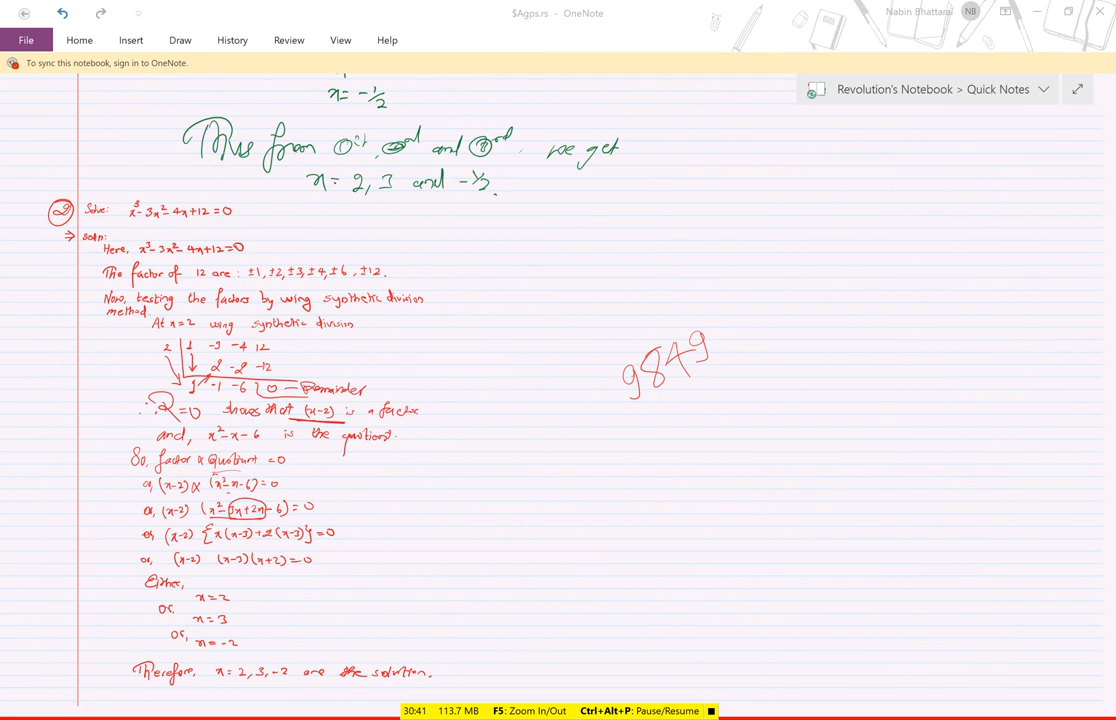 $Agps.rs – OneNote
Nabin Bhattarai NB
File Home Insert Draw History Review View Help
To sync this notebook, sign in to OneNote.
Revolution's Notebook > Quick Notes
x = -1/2
Thus from ①st, ②nd and ③rd, we get
x = 2, 3 and -1/2.
② Solve: x³-3x²-4x+12=0
⇒ soln:
Here, x³-3x²-4x+12=0
The factor of 12 are: ±1, ±2, ±3, ±4, ±6, ±12.
Now, testing the factors by using synthetic division
method.
At x=2 using synthetic division
2 | 1 -3 -4 12
2 -2 -12
1 -1 -6 0 – Remainder
∴ R=0 shows that (x-2) is a factor
and, x²-x-6 is the quotient.
So, factor × Quotient = 0
or, (x-2) × (x²-x-6)=0
or, (x-2) (x²-3x+2x-6)=0
or, (x-2) {x(x-3)+2(x-3)}=0
or, (x-2) (x-3)(x+2)=0
Either,
x=2
Or,
x=3
Or,
x=-2
Therefore, x=2, 3, -2 are the solution.
9849
30:41 113.7 MB F5: Zoom In/Out Ctrl+Alt+P: Pause/Resume